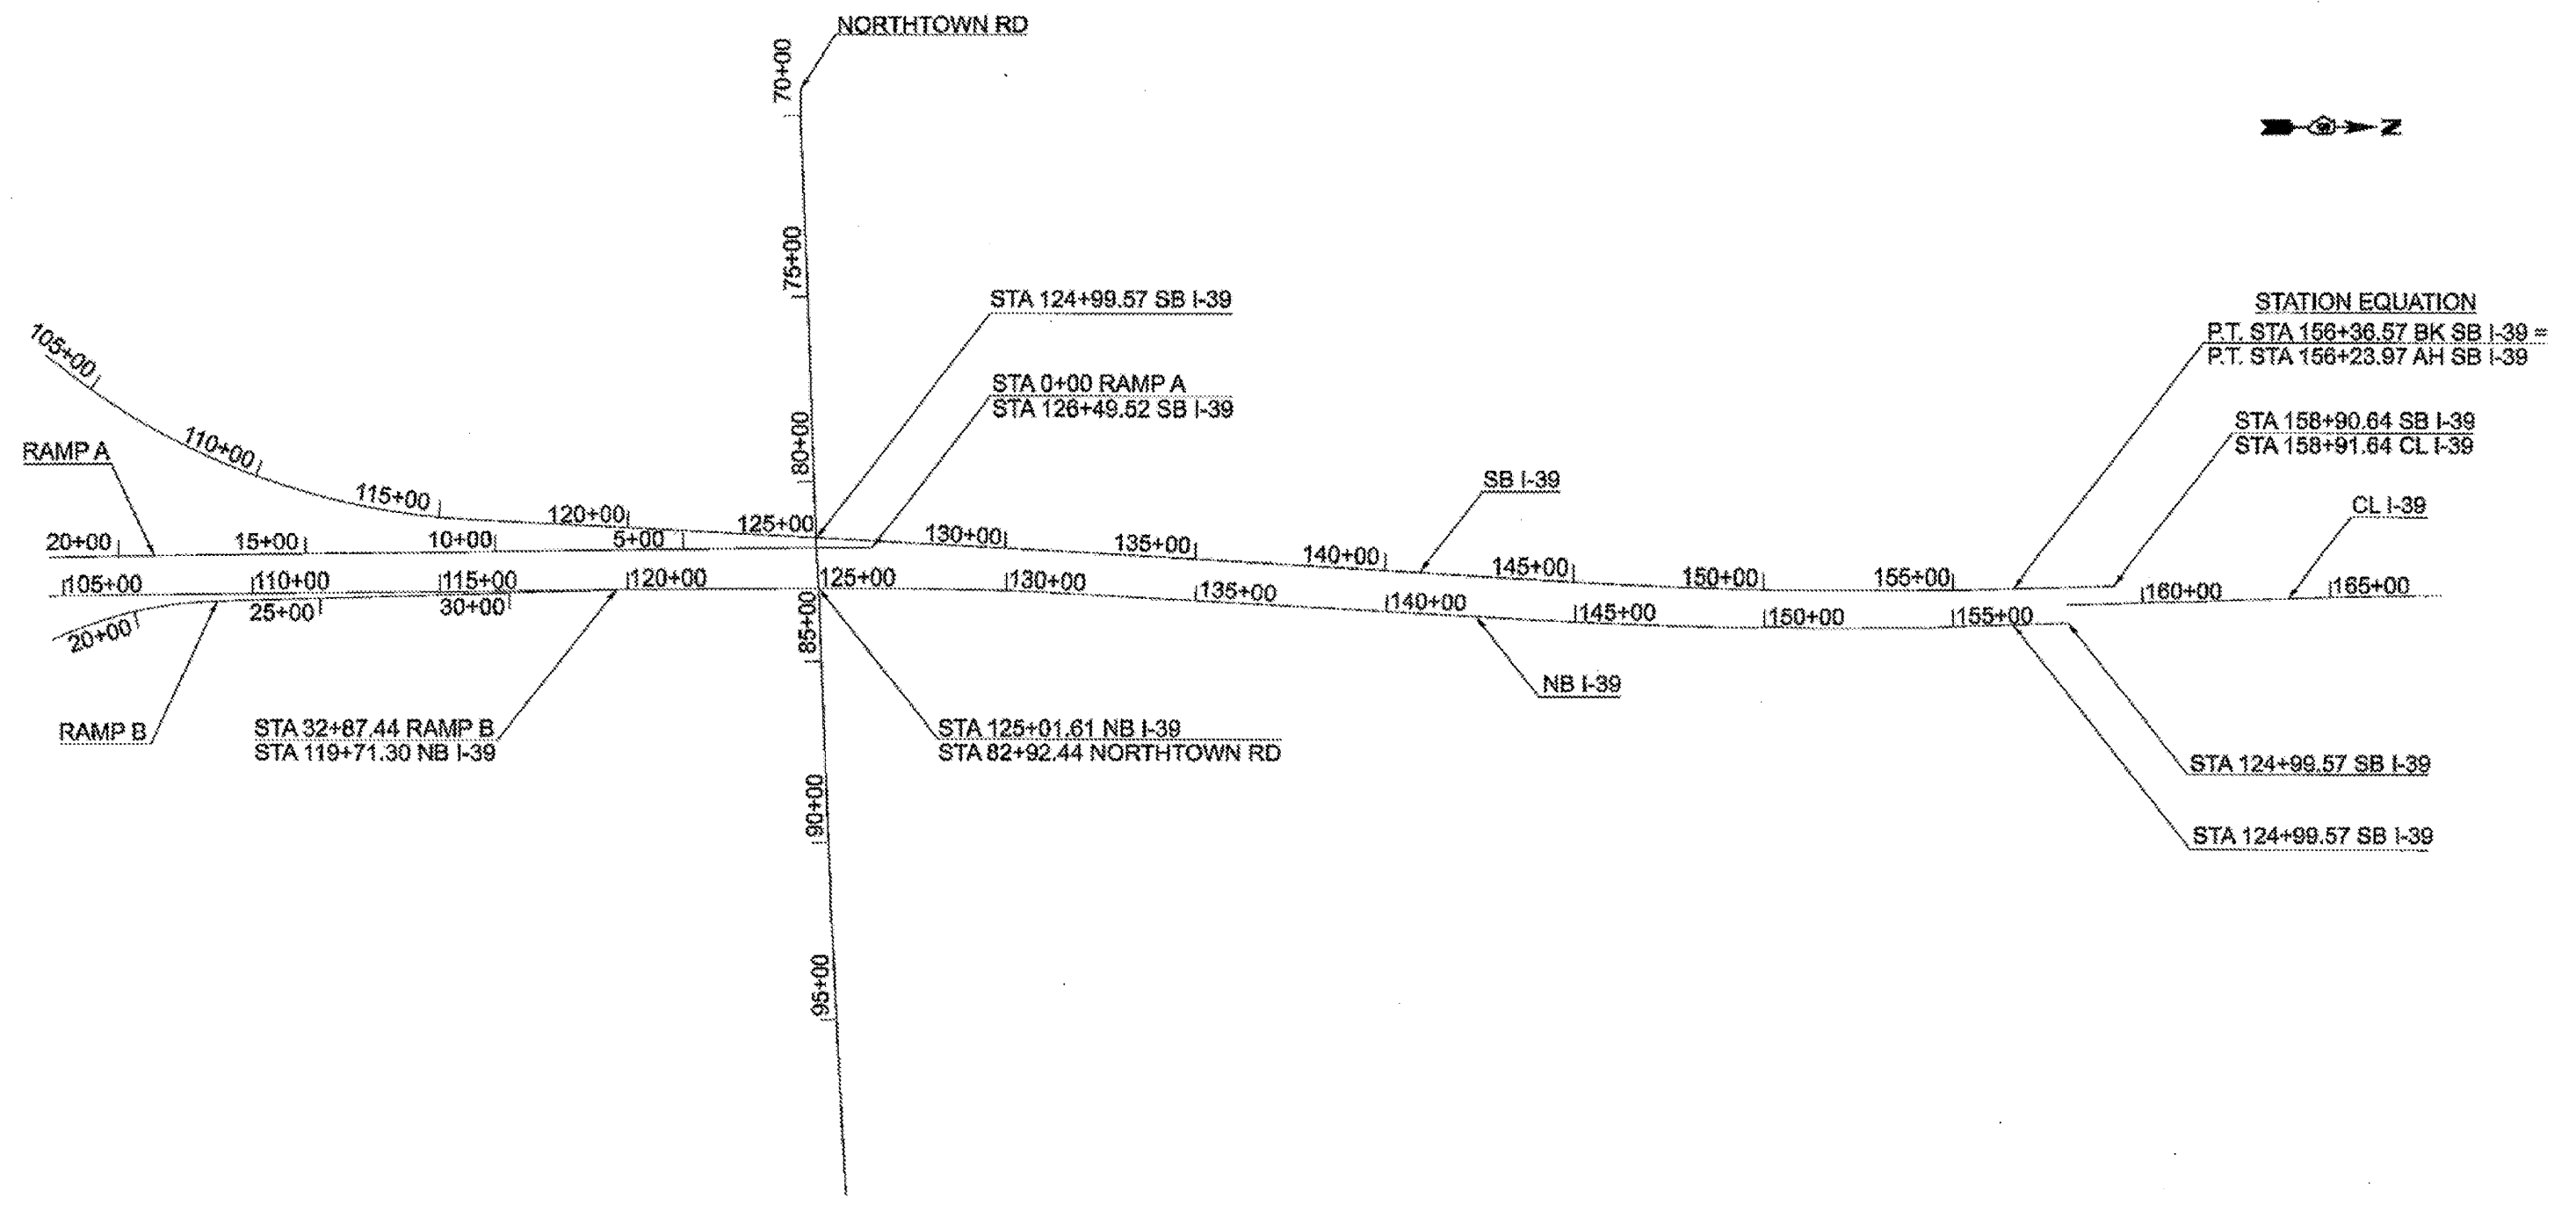 NORTHTOWN RD
70+00
N
75+00
STA 124+99.57 SB I-39
STATION EQUATION
P.T. STA 156+36.57 BK SB I-39 =
P.T. STA 156+23.97 AH SB I-39
105+00
STA 0+00 RAMP A
STA 126+49.52 SB I-39
80+00
STA 158+90.64 SB I-39
STA 158+91.64 CL I-39
110+00
RAMP A
SB I-39
115+00
CL I-39
120+00
125+00
130+00
135+00
140+00
145+00
150+00
155+00
20+00
15+00
10+00
5+00
105+00
110+00
115+00
120+00
125+00
130+00
135+00
140+00
145+00
150+00
155+00
160+00
165+00
20+00
25+00
30+00
85+00
NB I-39
RAMP B
STA 32+87.44 RAMP B
STA 119+71.30 NB I-39
STA 125+01.61 NB I-39
STA 82+92.44 NORTHTOWN RD
STA 124+99.57 SB I-39
90+00
STA 124+99.57 SB I-39
95+00